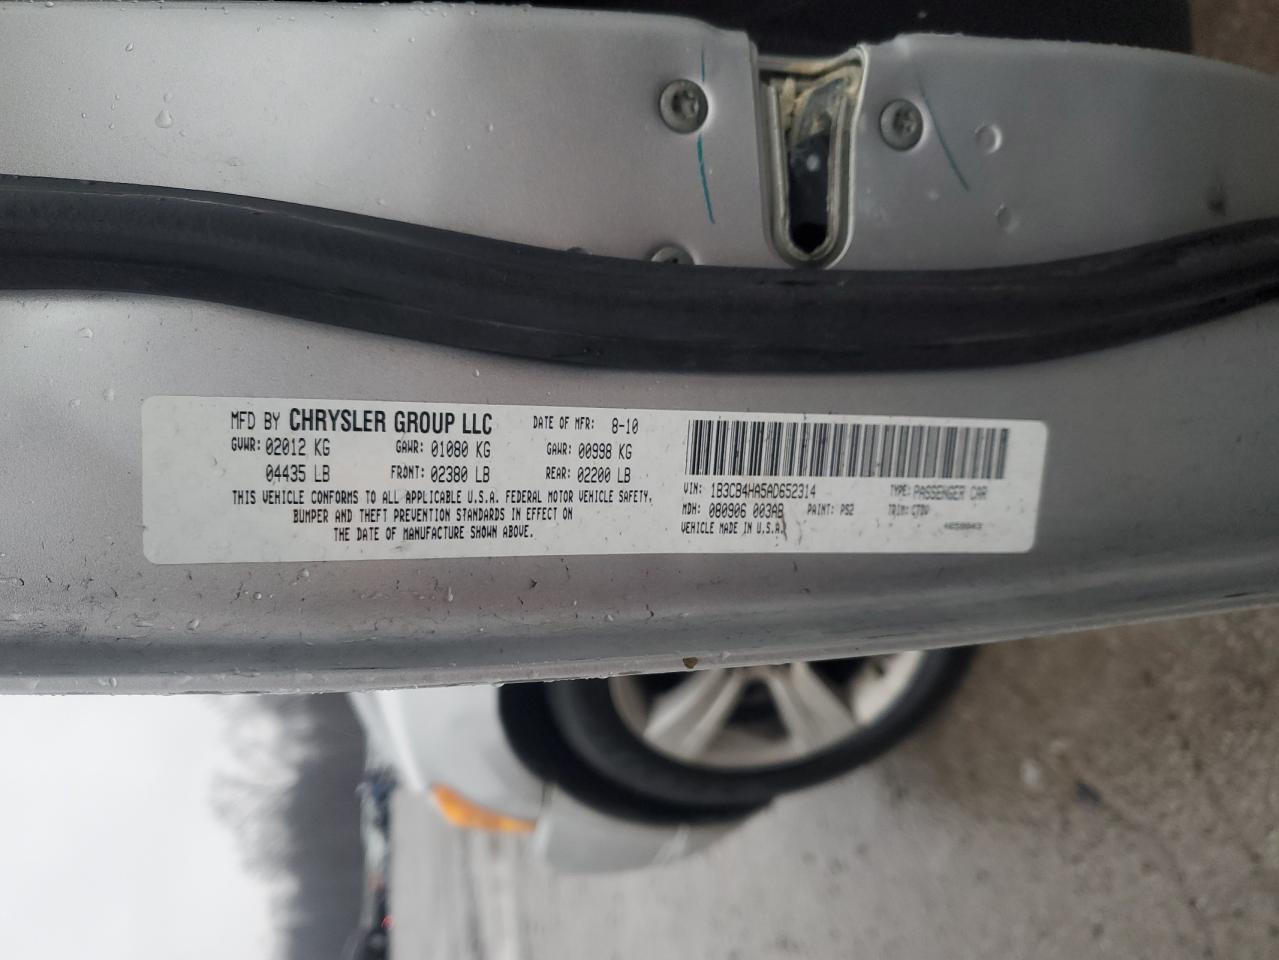 MFD BY CHRYSLER GROUP LLC DATE OF MFR: 8-10
GVWR: 02012 KG GAWR: 01080 KG GAWR: 00998 KG
04435 LB FRONT: 02380 LB REAR: 02200 LB
THIS VEHICLE CONFORMS TO ALL APPLICABLE U.S.A. FEDERAL MOTOR VEHICLE SAFETY,
BUMPER AND THEFT PREVENTION STANDARDS IN EFFECT ON
THE DATE OF MANUFACTURE SHOWN ABOVE.
VIN: 1B3CB4HA5AD652314 TYPE: PASSENGER CAR
MDH: 080906 003AB PAINT: PS2 TRIM:
VEHICLE MADE IN U.S.A.